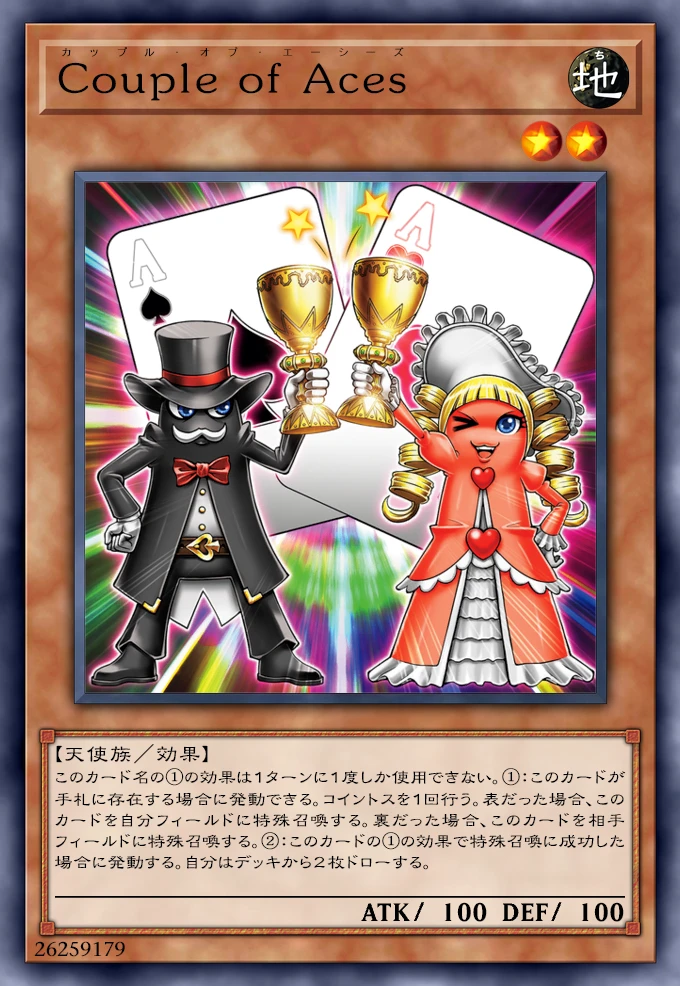 カップル・オブ・エーシーズ
Couple of Aces
ち
地
A
A
【天使族／効果】
このカード名の①の効果は１ターンに１度しか使用できない。①：このカードが
手札に存在する場合に発動できる。コイントスを１回行う。表だった場合、この
カードを自分フィールドに特殊召喚する。裏だった場合、このカードを相手
フィールドに特殊召喚する。②：このカードの①の効果で特殊召喚に成功した
場合に発動する。自分はデッキから２枚ドローする。
ATK/ 100 DEF/ 100
26259179